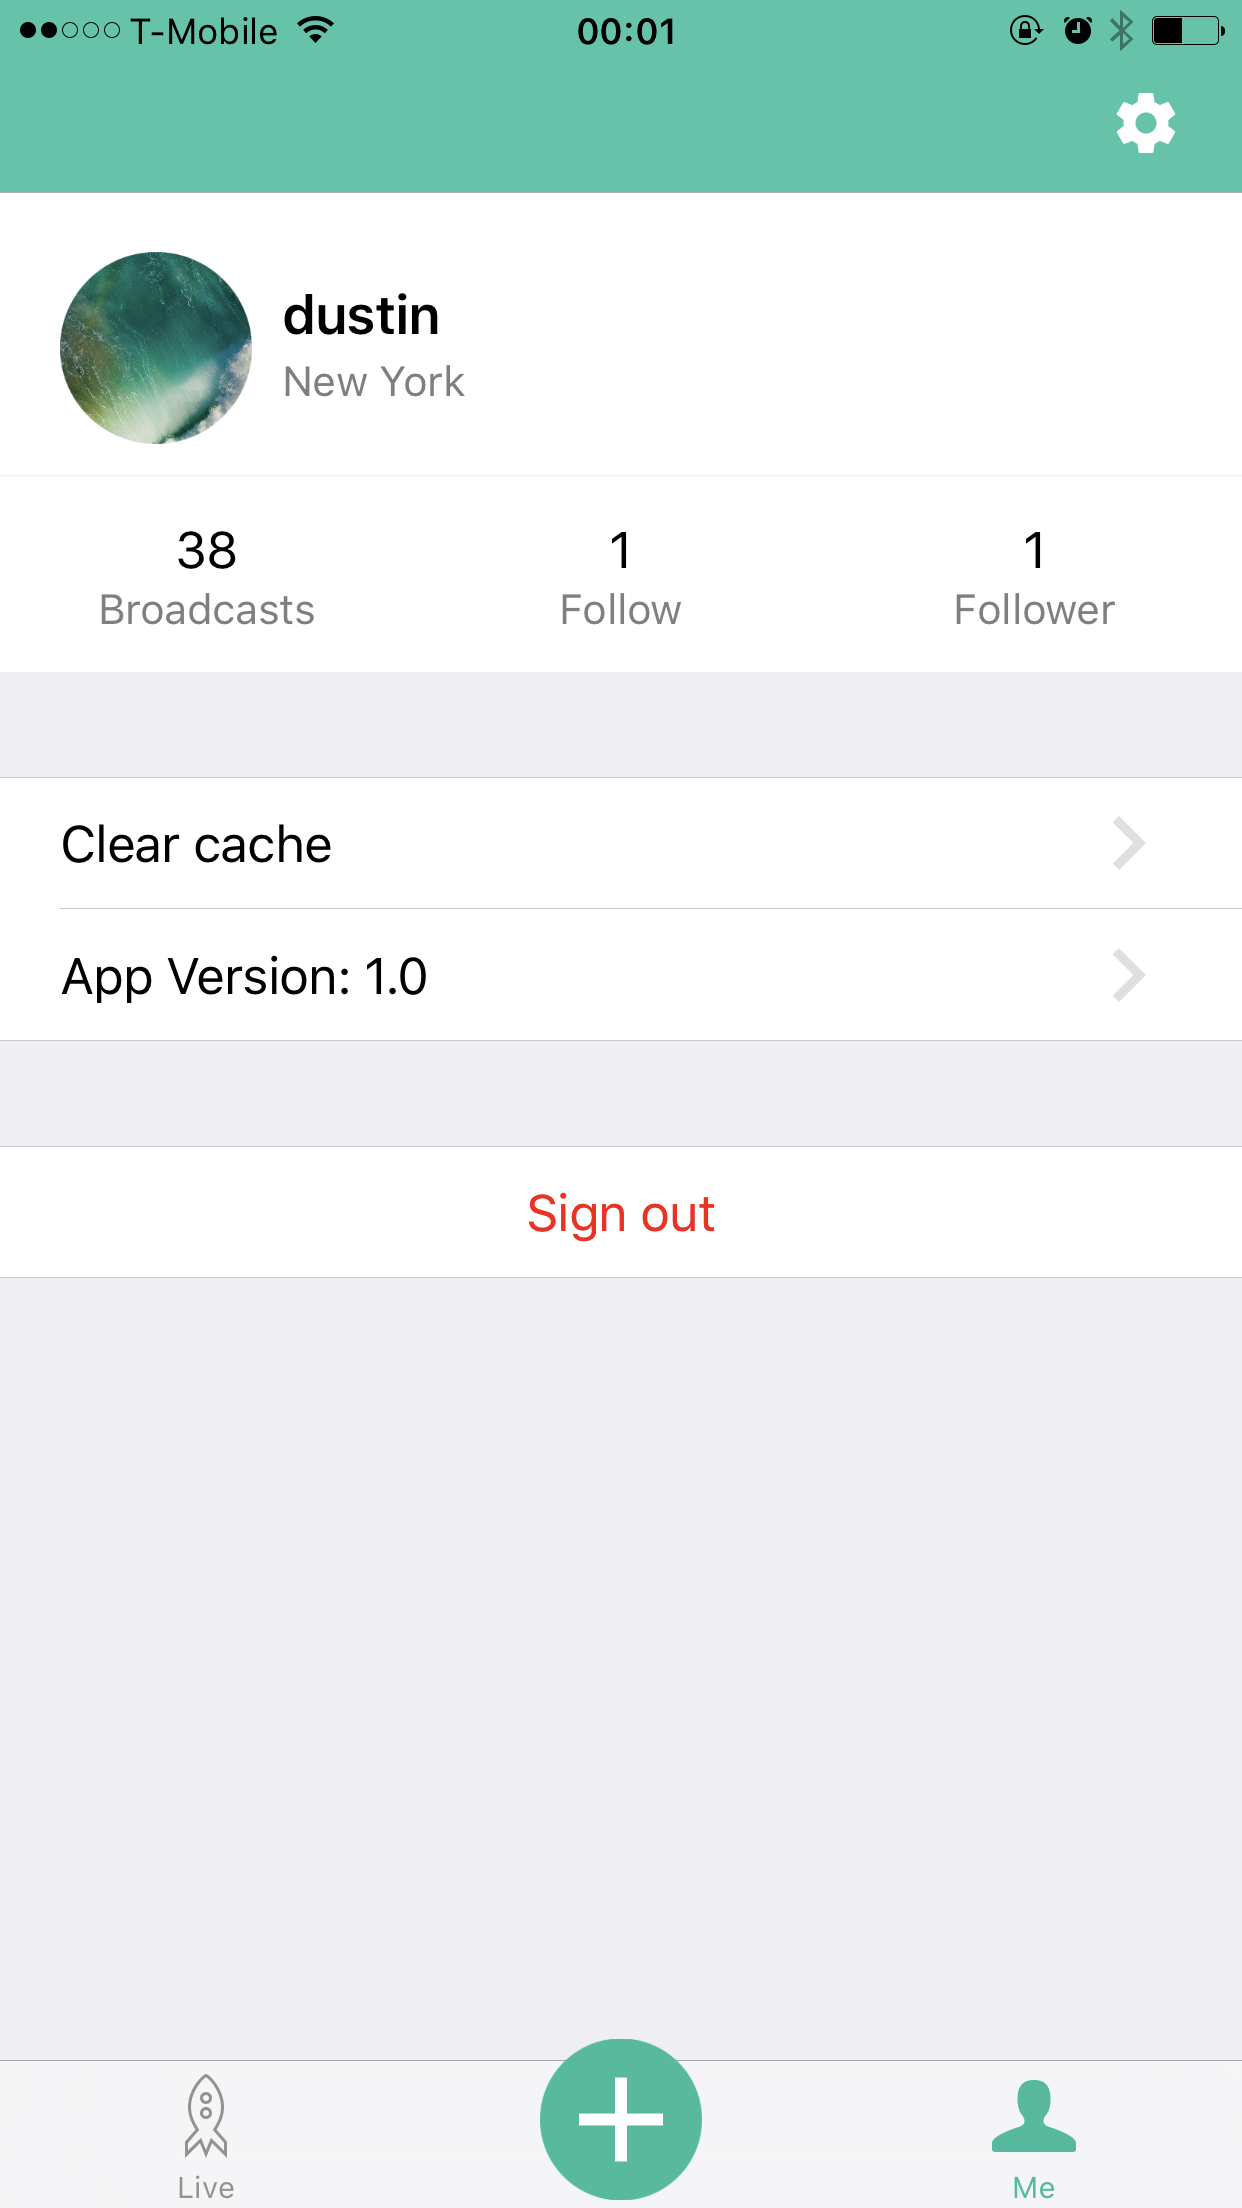 T-Mobile 00:01
dustin
New York
38 1 1
Broadcasts Follow Follower
Clear cache
App Version: 1.0
Sign out
Live Me